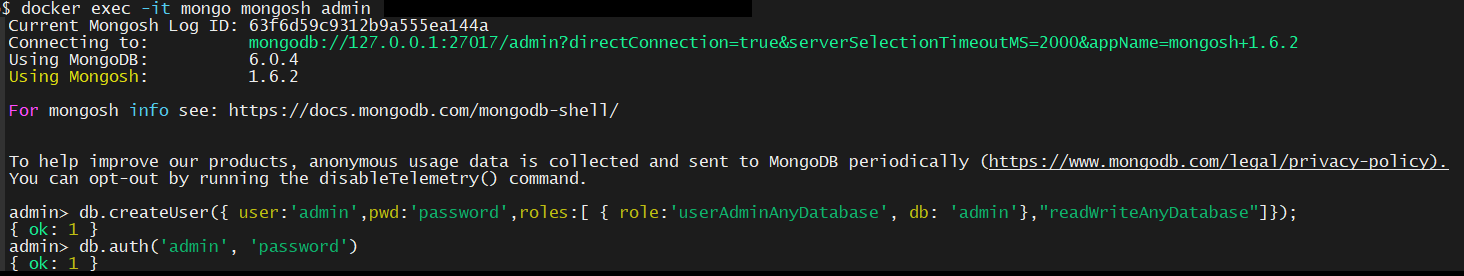 $ docker exec -it mongo mongosh admin
Current Mongosh Log ID: 63f6d59c9312b9a555ea144a
Connecting to:          mongodb://127.0.0.1:27017/admin?directConnection=true&serverSelectionTimeoutMS=2000&appName=mongosh+1.6.2
Using MongoDB:          6.0.4
Using Mongosh:          1.6.2
For mongosh info see: https://docs.mongodb.com/mongodb-shell/
To help improve our products, anonymous usage data is collected and sent to MongoDB periodically (https://www.mongodb.com/legal/privacy-policy).
You can opt-out by running the disableTelemetry() command.
admin> db.createUser({ user:'admin',pwd:'password',roles:[ { role:'userAdminAnyDatabase', db: 'admin'},"readWriteAnyDatabase"]});
{ ok: 1 }
admin> db.auth('admin', 'password')
{ ok: 1 }